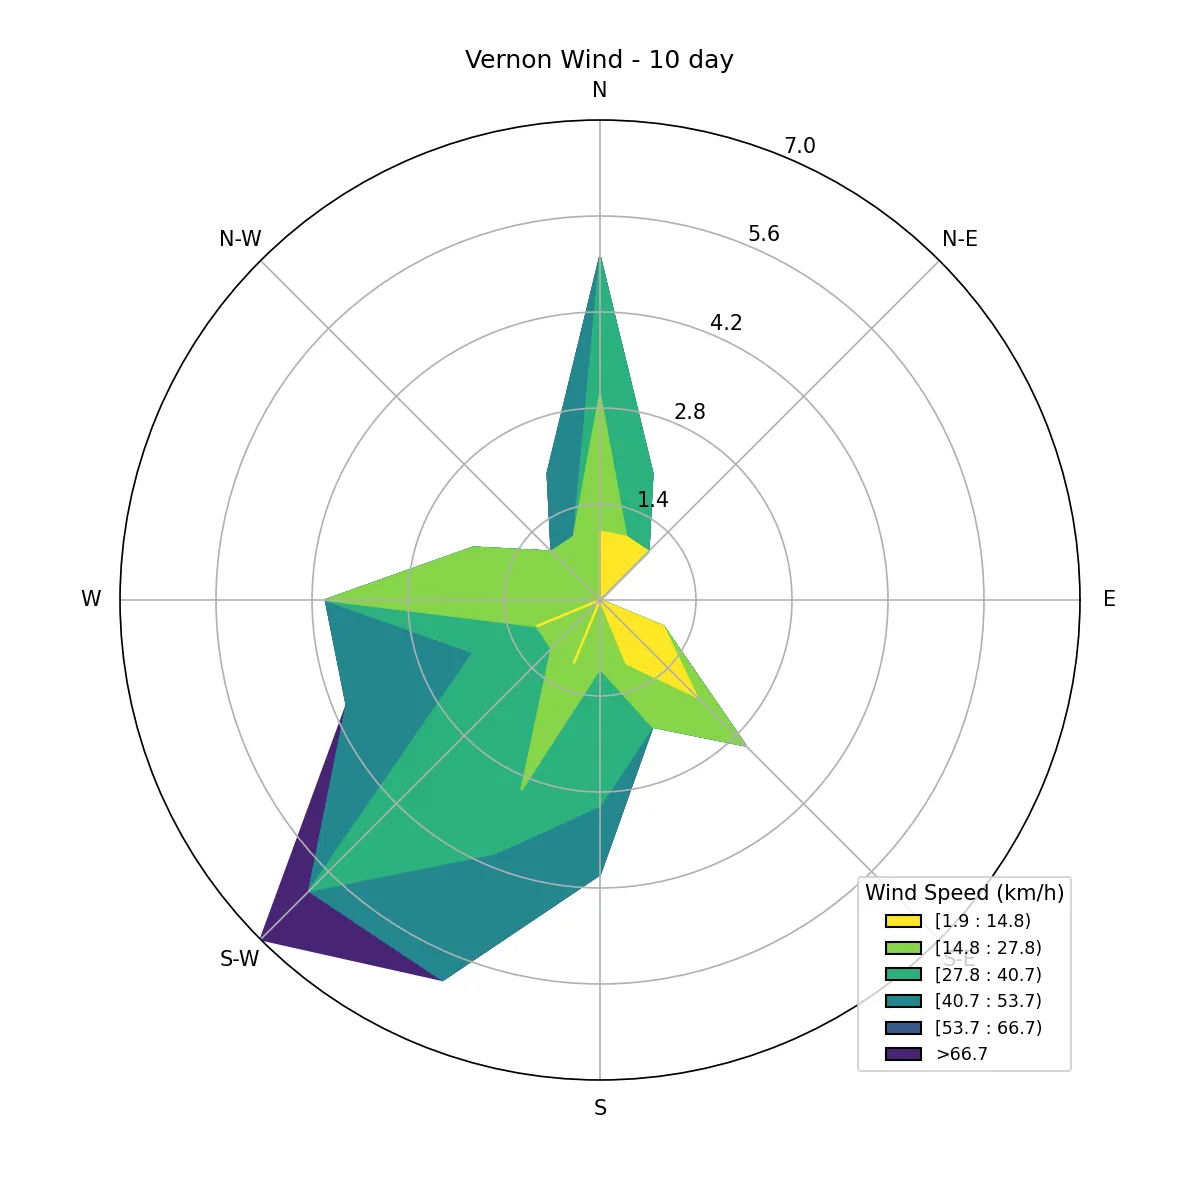 Vernon Wind - 10 day
N
7.0
N-W
N-E
5.6
4.2
2.8
1.4
W
E
S-W
S-E
S
Wind Speed (km/h)
[1.9 : 14.8)
[14.8 : 27.8)
[27.8 : 40.7)
[40.7 : 53.7)
[53.7 : 66.7)
>66.7